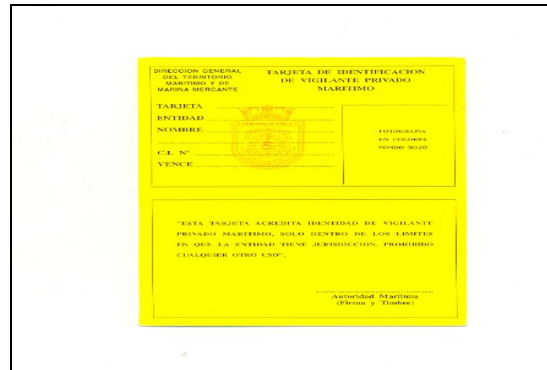 DIRECCION GENERAL
DEL TERRITORIO
MARITIMO Y DE
MARINA MERCANTE
TARJETA DE IDENTIFICACION
DE VIGILANTE PRIVADO
MARITIMO
TARJETA
ENTIDAD
NOMBRE
C.I. N°
VENCE
FOTOGRAFIA
EN COLORES
FONDO ROJO
"ESTA TARJETA ACREDITA IDENTIDAD DE VIGILANTE
PRIVADO MARITIMO, SOLO DENTRO DE LOS LIMITES
EN QUE LA ENTIDAD TIENE JURISDICCION. PROHIBIDO
CUALQUIER OTRO USO".
Autoridad Marítima
(Firma y Timbre)